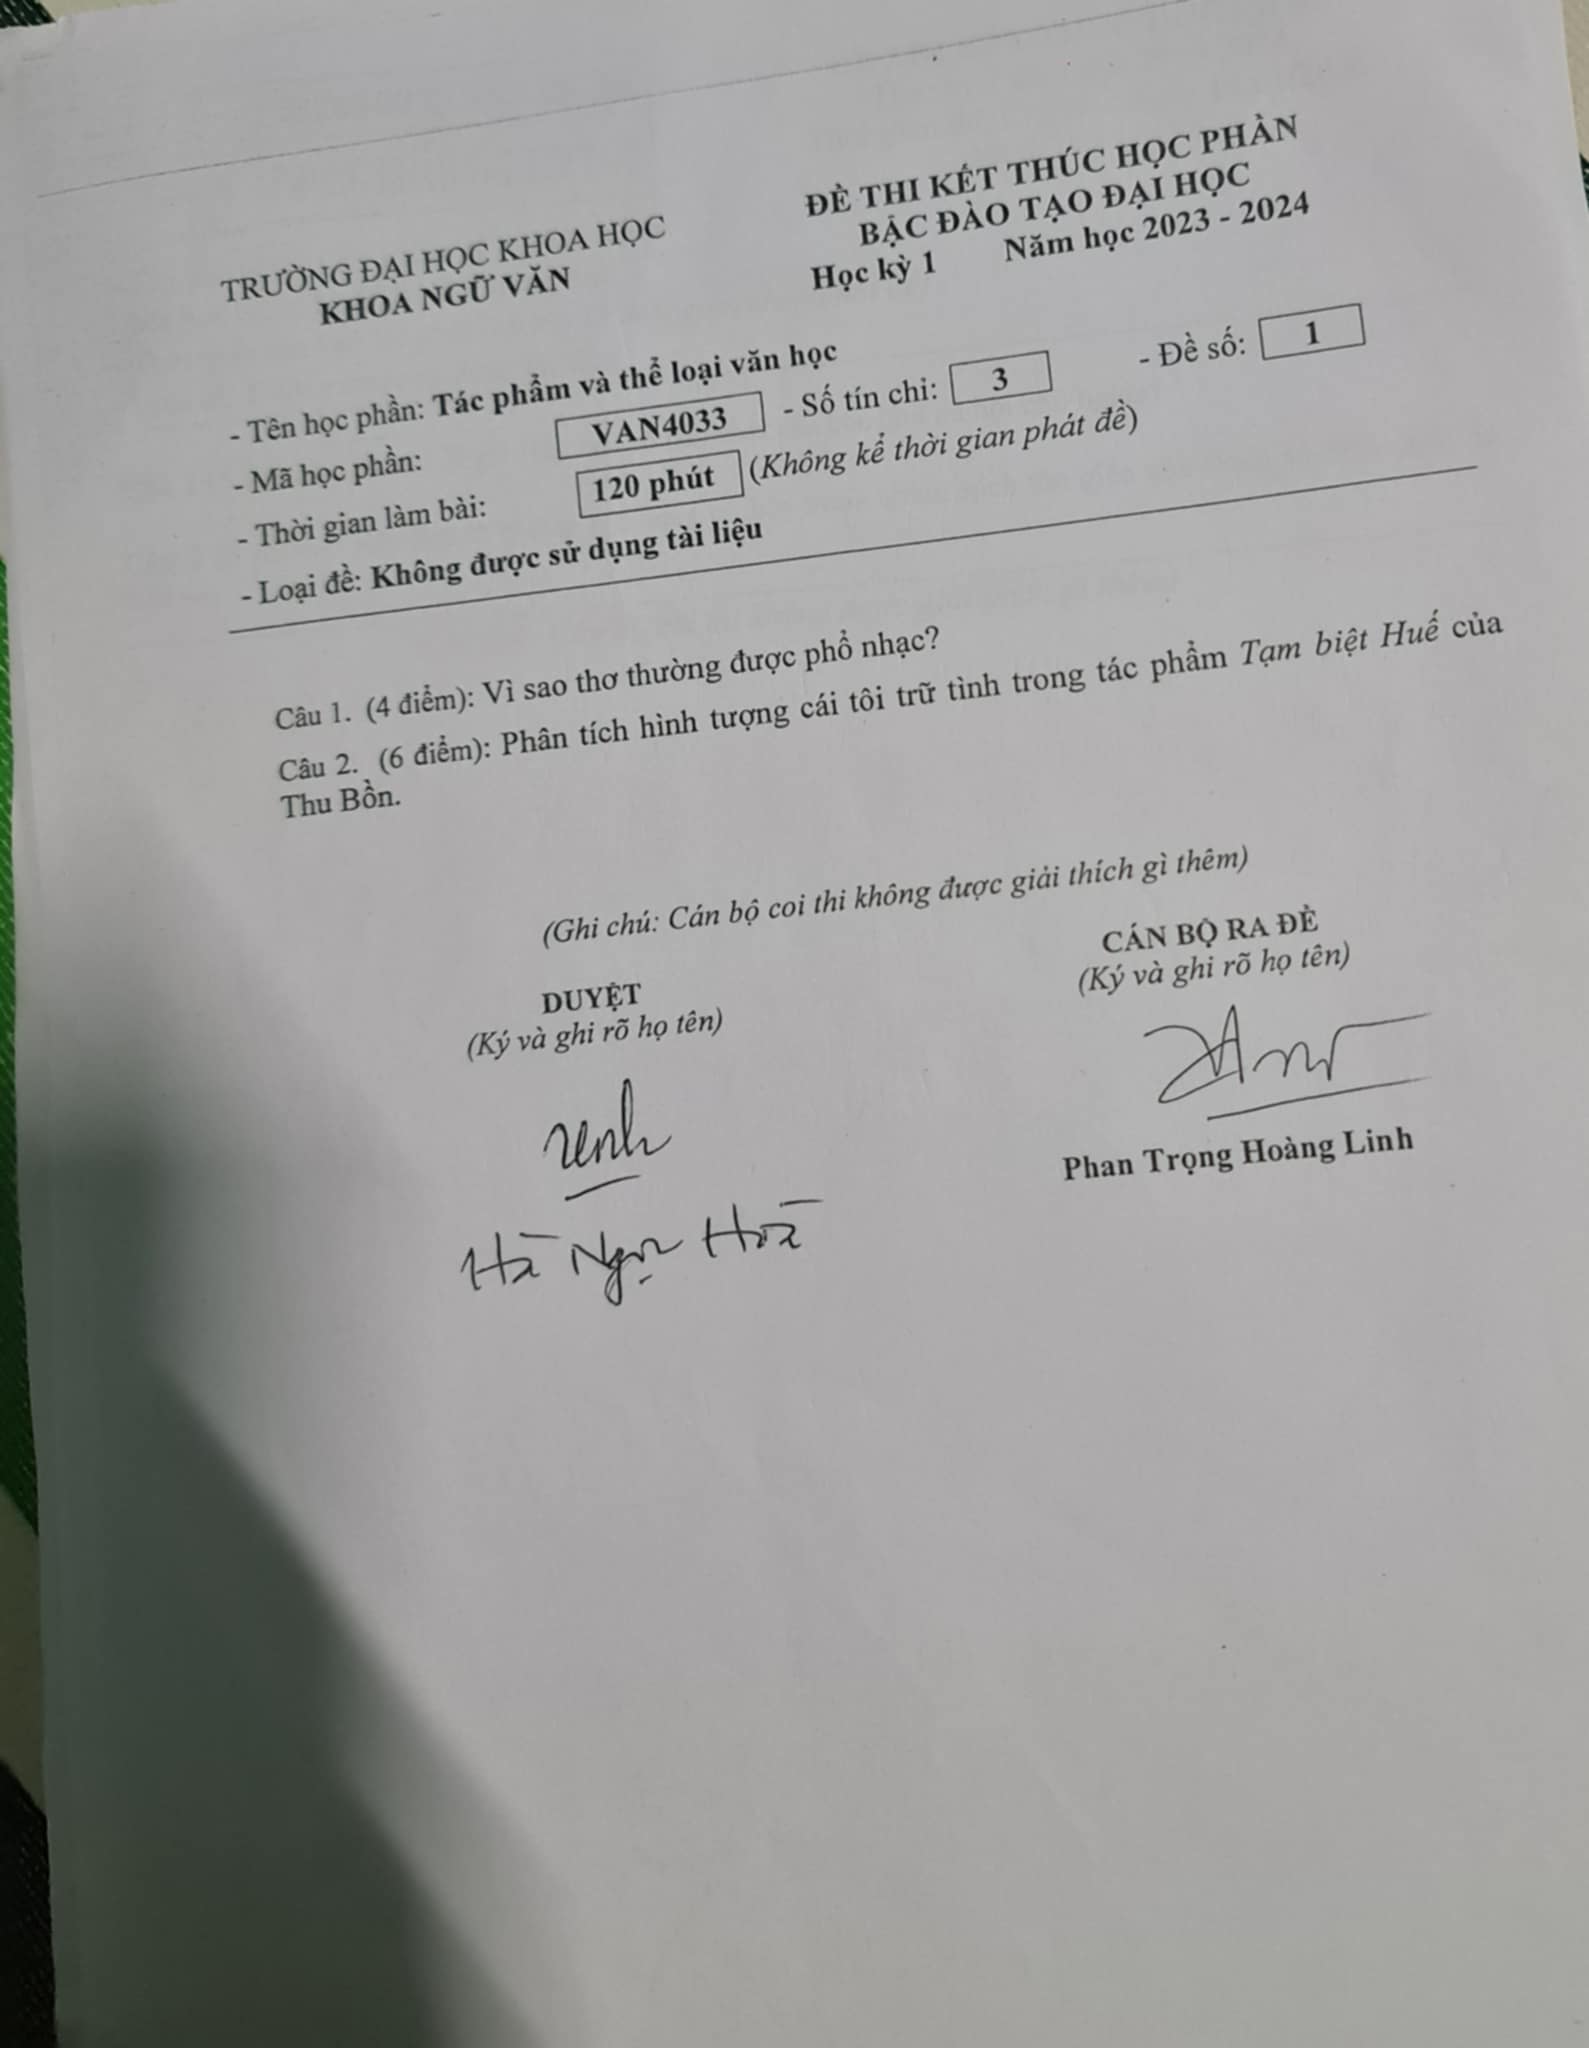 TRƯỜNG ĐẠI HỌC KHOA HỌC
KHOA NGỮ VĂN
ĐỀ THI KẾT THÚC HỌC PHẦN
BẬC ĐÀO TẠO ĐẠI HỌC
Học kỳ 1 Năm học 2023 - 2024
- Tên học phần: Tác phẩm và thể loại văn học
- Mã học phần: VAN4033 - Số tín chỉ: 3 - Đề số: 1
- Thời gian làm bài: 120 phút (Không kể thời gian phát đề)
- Loại đề: Không được sử dụng tài liệu
Câu 1. (4 điểm): Vì sao thơ thường được phổ nhạc?
Câu 2. (6 điểm): Phân tích hình tượng cái tôi trữ tình trong tác phẩm Tạm biệt Huế của
Thu Bồn.
(Ghi chú: Cán bộ coi thi không được giải thích gì thêm)
DUYỆT
(Ký và ghi rõ họ tên)
Hà Ngọc Hoà
CÁN BỘ RA ĐỀ
(Ký và ghi rõ họ tên)
Phan Trọng Hoàng Linh